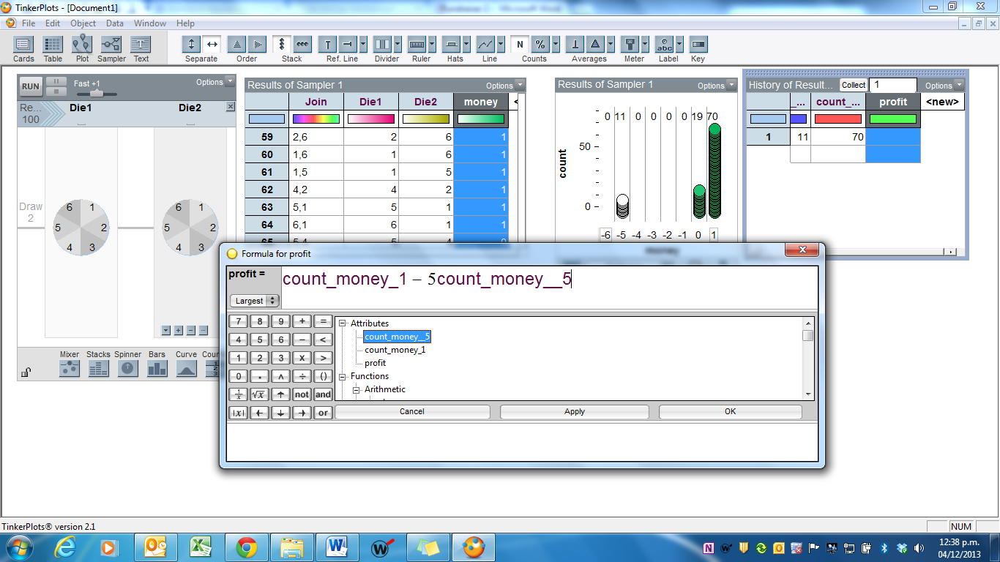 TinkerPlots - [Document1]
File Edit Object Data Window Help
Cards Table Plot Sampler Text Separate Order Stack Ref. Line Divider Ruler Hats Line Counts Averages Meter Label Key
N % abc
RUN Fast +1 Options
Re... 100 Die1 Die2
Draw 2
6 1 5 2 4 3
6 1 5 2 4 3
Mixer Stacks Spinner Bars Curve Cou
Results of Sampler 1 Options
Join Die1 Die2 money <
59 2,6 2 6 1
60 1,6 1 6 1
61 1,5 1 5 1
62 4,2 4 2 1
63 5,1 5 1 1
64 6,1 6 1 1
65 5,4 5 4 0
Results of Sampler 1 Options
0 11 0 0 0 0 19 70
count
50
0
-6 -5 -4 -3 -2 -1 0 1
money
History of Result... Collect 1 Options
_... count_... profit <new>
1 11 70
Formula for profit
profit = count_money_1 – 5count_money__5
Largest
7 8 9 + =
4 5 6 – <
1 2 3 x >
0 . ^ ÷ ()
1/x √x ↑ not and
|x| ← ↓ → or
Attributes
count_money__5
count_money_1
profit
Functions
Arithmetic
Cancel Apply OK
TinkerPlots® version 2.1 NUM
12:38 p.m.
04/12/2013